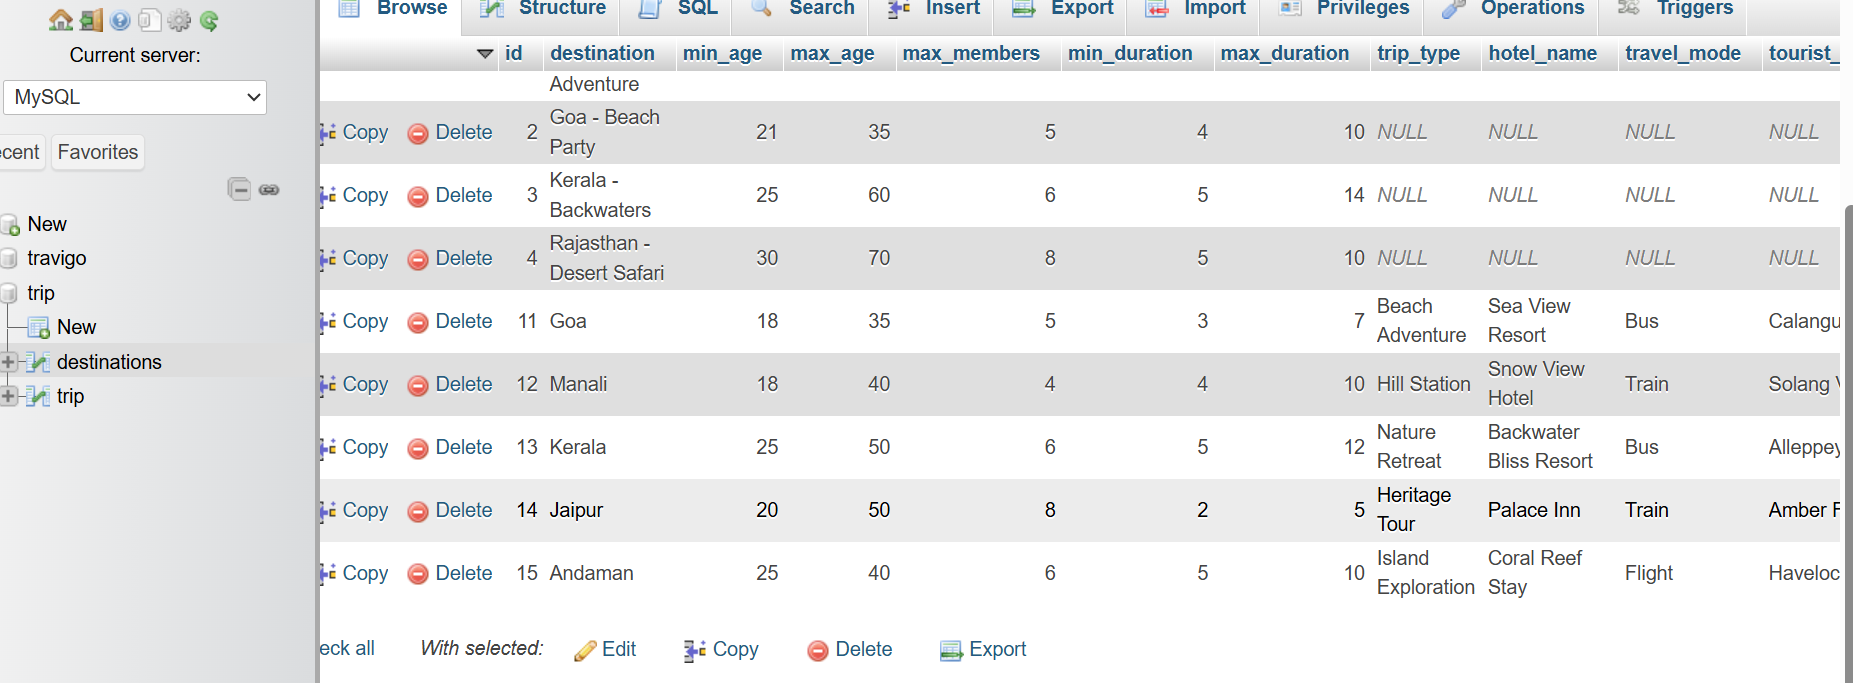 Browse Structure SQL Search Insert Export Import Privileges Operations Triggers
Current server:
MySQL
ecent Favorites
New
travigo
trip
New
destinations
trip
id destination min_age max_age max_members min_duration max_duration trip_type hotel_name travel_mode tourist_
Adventure
Copy Delete 2 Goa - Beach Party 21 35 5 4 10 NULL NULL NULL NULL
Copy Delete 3 Kerala - Backwaters 25 60 6 5 14 NULL NULL NULL NULL
Copy Delete 4 Rajasthan - Desert Safari 30 70 8 5 10 NULL NULL NULL NULL
Copy Delete 11 Goa 18 35 5 3 7 Beach Adventure Sea View Resort Bus Calangu
Copy Delete 12 Manali 18 40 4 4 10 Hill Station Snow View Hotel Train Solang
Copy Delete 13 Kerala 25 50 6 5 12 Nature Retreat Backwater Bliss Resort Bus Alleppey
Copy Delete 14 Jaipur 20 50 8 2 5 Heritage Tour Palace Inn Train Amber F
Copy Delete 15 Andaman 25 40 6 5 10 Island Exploration Coral Reef Stay Flight Haveloc
eck all With selected: Edit Copy Delete Export